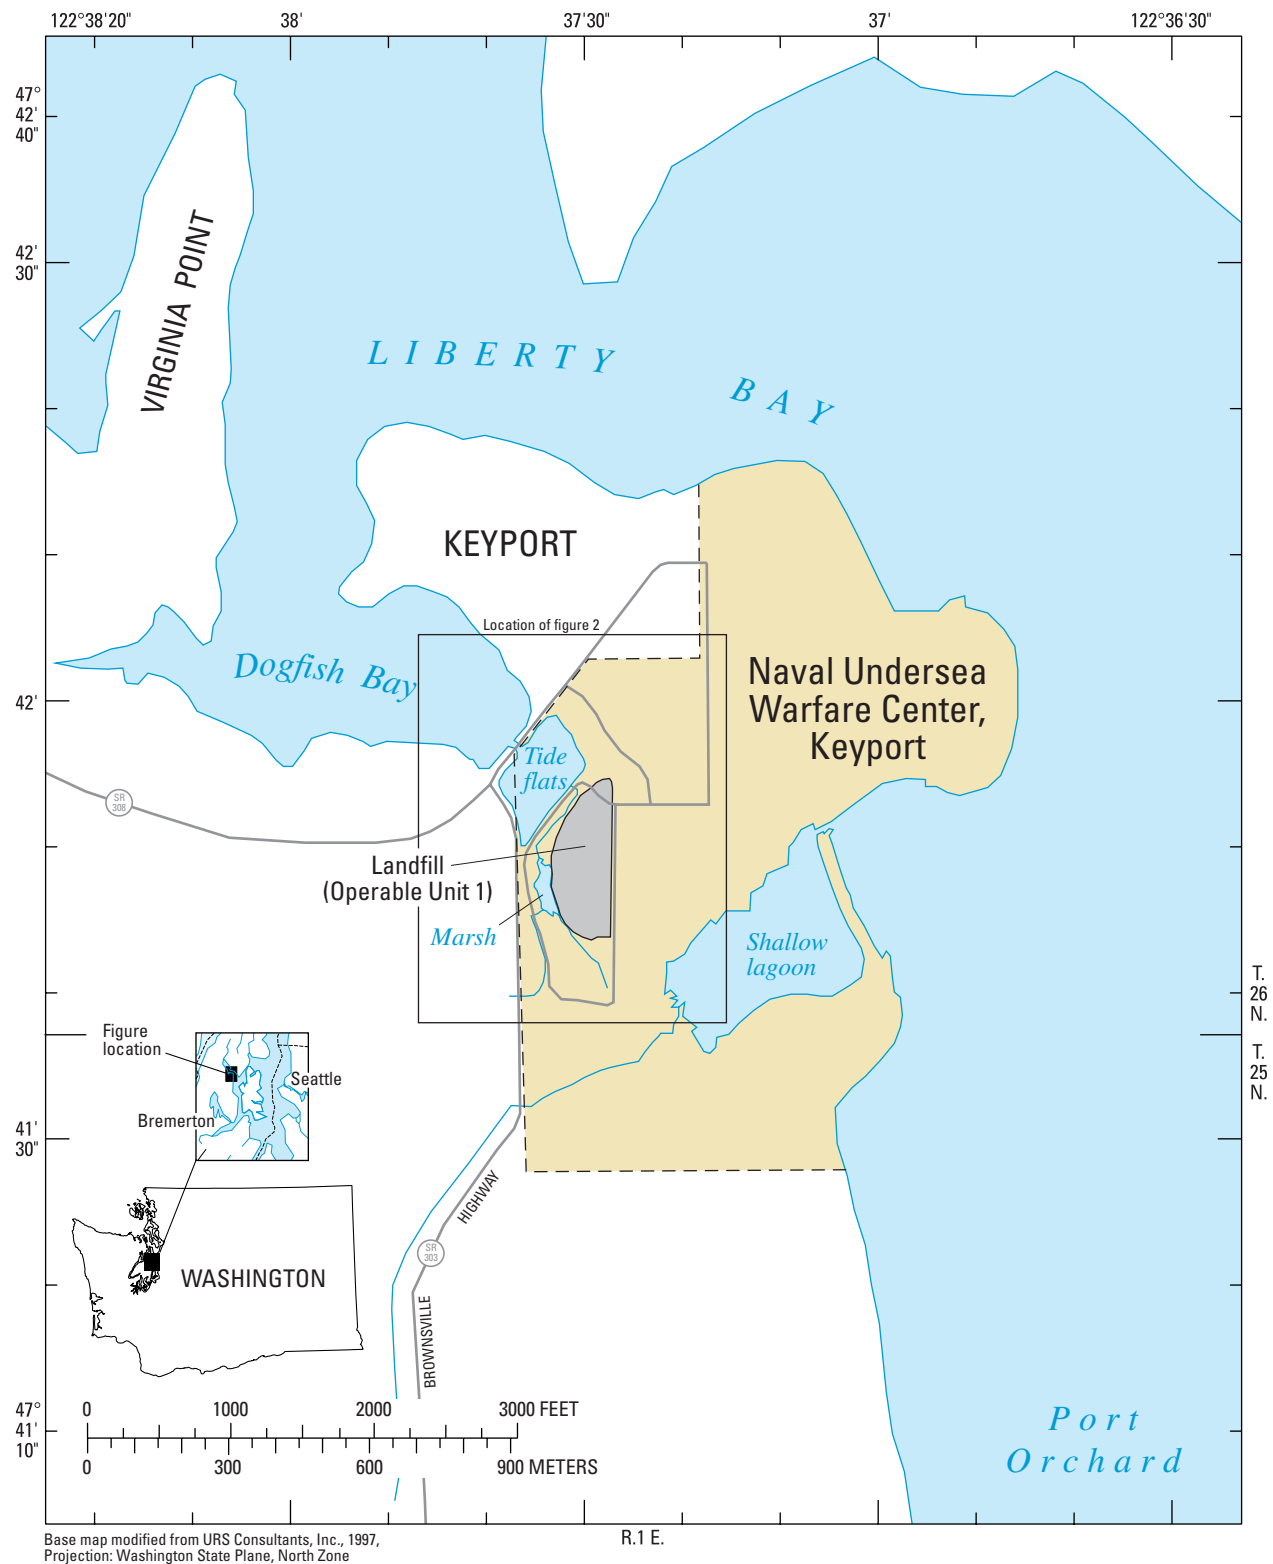 122°38'20"
38'
37'30"
37'
122°36'30"
47°
42'
40"
42'
30"
42'
41'
30"
47°
41'
10"
VIRGINIA POINT
LIBERTY
BAY
KEYPORT
Location of figure 2
Dogfish Bay
Naval Undersea
Warfare Center,
Keyport
Tide
flats
SR
308
Landfill
(Operable Unit 1)
Marsh
Shallow
lagoon
T.
26
N.
T.
25
N.
Figure
location
Seattle
Bremerton
HIGHWAY
SR
303
WASHINGTON
BROWNSVILLE
0 1000 2000 3000 FEET
0 300 600 900 METERS
Port
Orchard
R.1 E.
Base map modified from URS Consultants, Inc., 1997,
Projection: Washington State Plane, North Zone